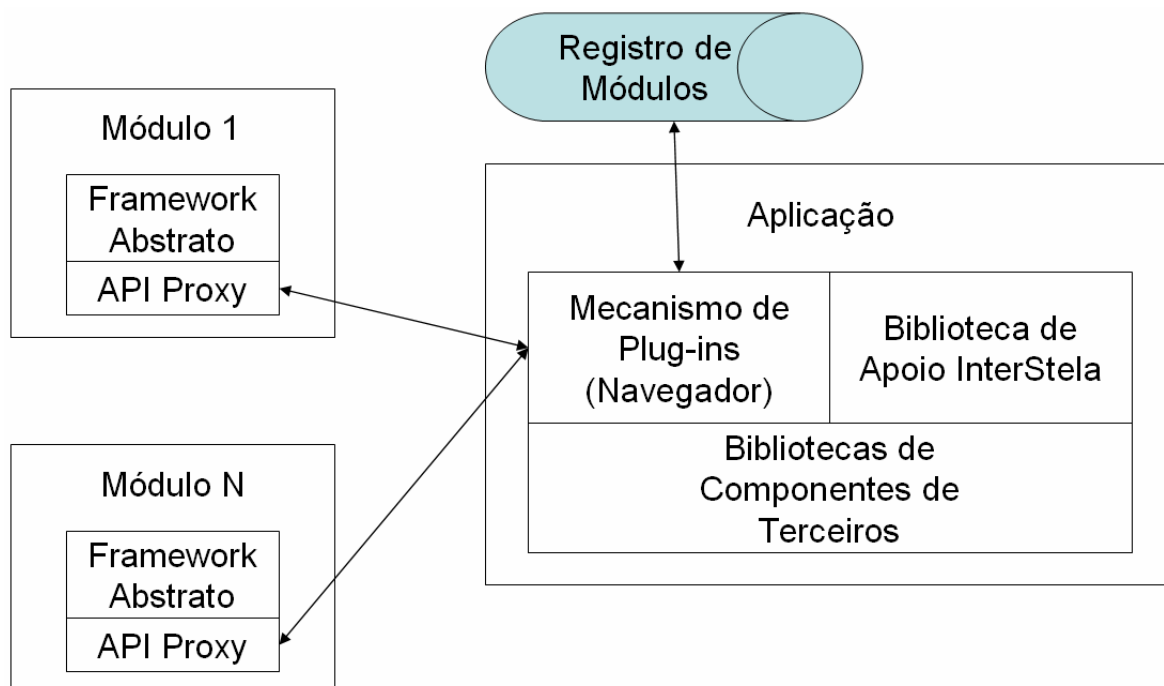 Registro de
Módulos
Módulo 1
Framework
Abstrato
API Proxy
Aplicação
Mecanismo de
Plug-ins
(Navegador)
Biblioteca de
Apoio InterStela
Bibliotecas de
Componentes de
Terceiros
Módulo N
Framework
Abstrato
API Proxy